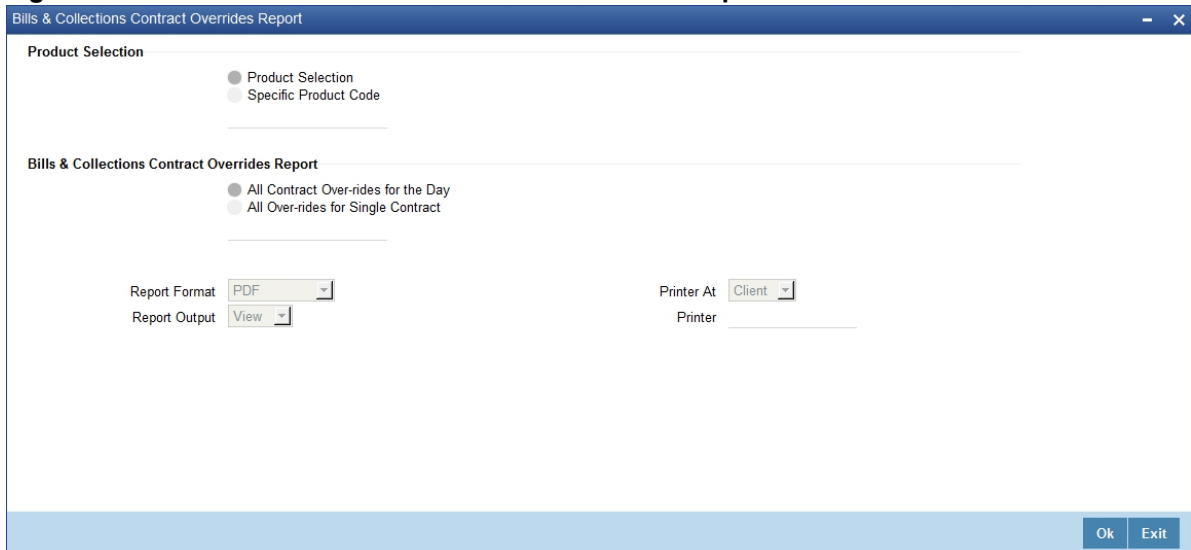 Bills & Collections Contract Overrides Report
Product Selection
Product Selection
Specific Product Code
Bills & Collections Contract Overrides Report
All Contract Over-rides for the Day
All Over-rides for Single Contract
Report Format PDF Printer At Client
Report Output View Printer
Ok Exit